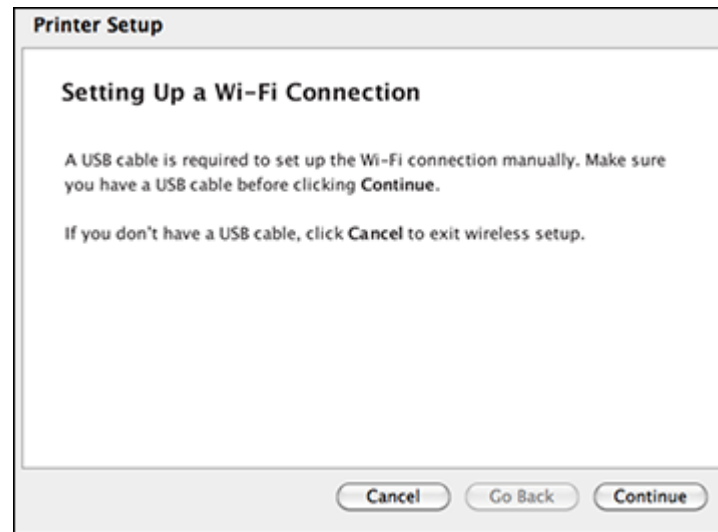 Printer Setup
Setting Up a Wi-Fi Connection
A USB cable is required to set up the Wi-Fi connection manually. Make sure
you have a USB cable before clicking Continue.
If you don't have a USB cable, click Cancel to exit wireless setup.
Cancel Go Back Continue